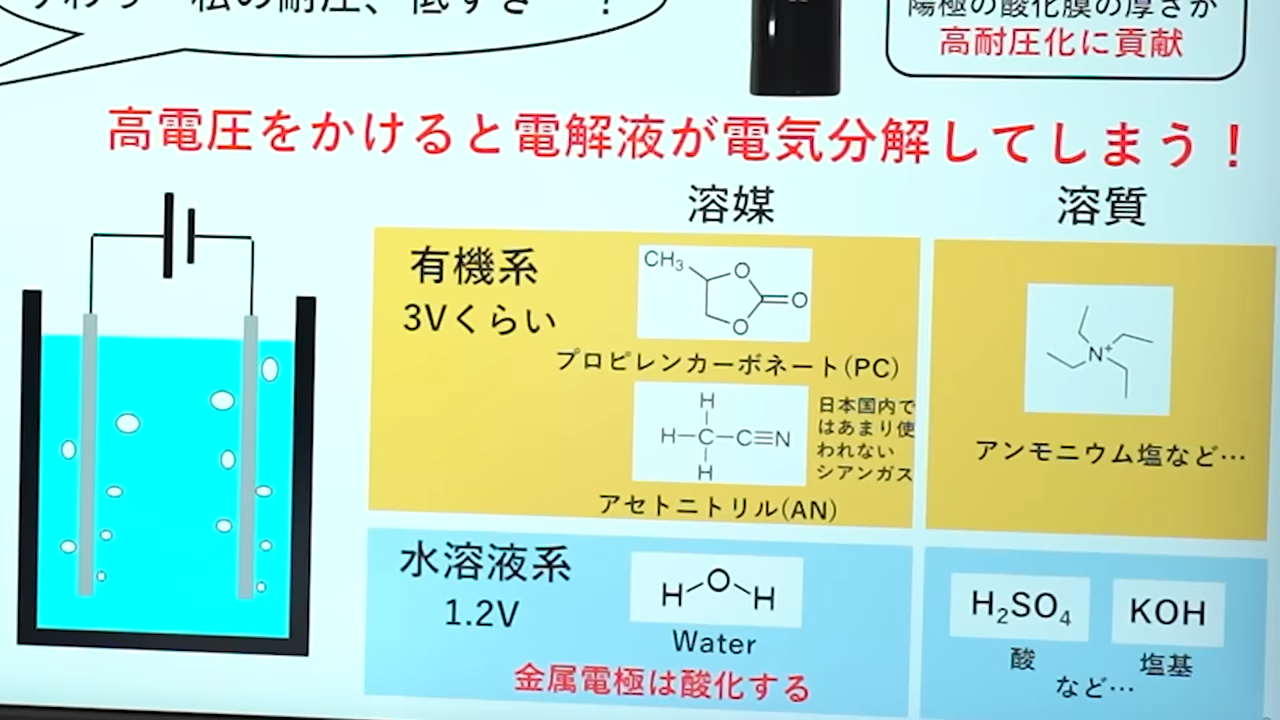 陽極の酸化膜の厚さが
高耐圧化に貢献
高電圧をかけると電解液が電気分解してしまう！
溶媒
溶質
有機系
3Vくらい
CH₃
O
O
O
プロピレンカーボネート(PC)
H
H－C－C≡N
H
日本国内で
はあまり使
われない
シアンガス
アセトニトリル(AN)
N⁺
アンモニウム塩など…
水溶液系
1.2V
H O H
Water
金属電極は酸化する
H₂SO₄
酸
KOH
塩基
など…